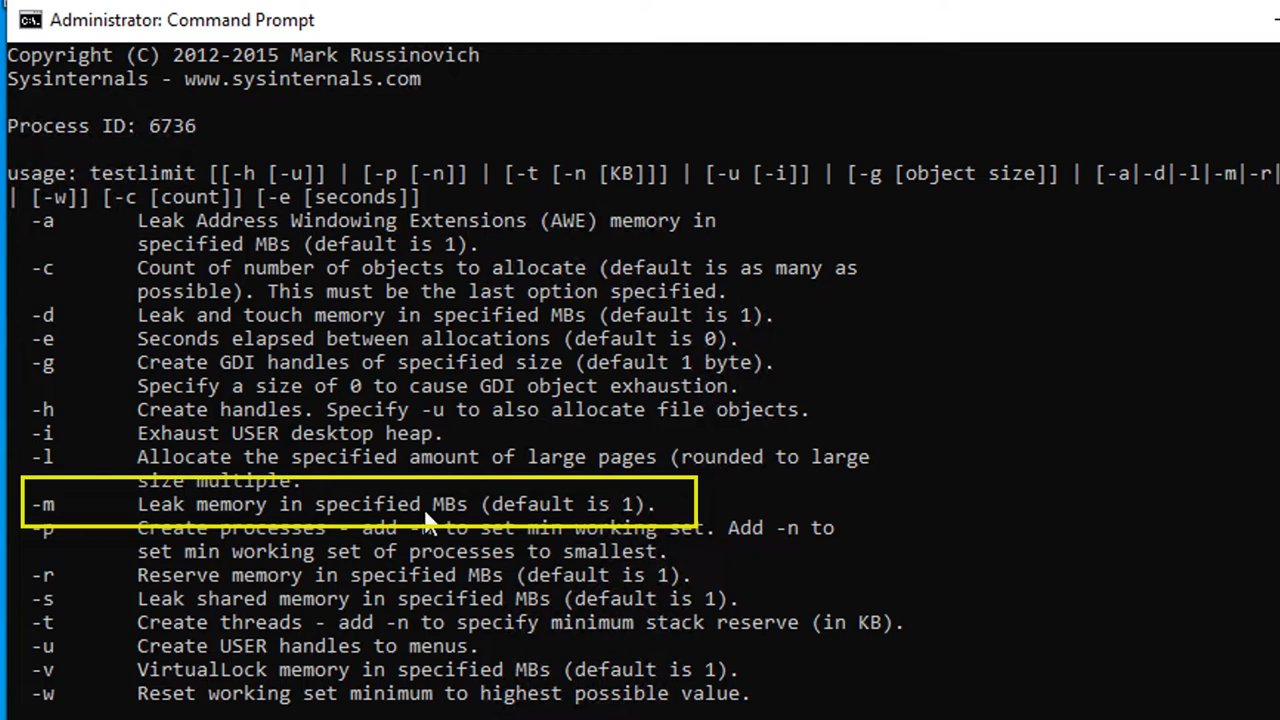 Administrator: Command Prompt
Copyright (C) 2012-2015 Mark Russinovich
Sysinternals - www.sysinternals.com
Process ID: 6736
usage: testlimit [[-h [-u]] | [-p [-n]] | [-t [-n [KB]]] | [-u [-i]] | [-g [object size]] | [-a|-d|-l|-m|-r|
| [-w]] [-c [count]] [-e [seconds]]
-a Leak Address Windowing Extensions (AWE) memory in
specified MBs (default is 1).
-c Count of number of objects to allocate (default is as many as
possible). This must be the last option specified.
-d Leak and touch memory in specified MBs (default is 1).
-e Seconds elapsed between allocations (default is 0).
-g Create GDI handles of specified size (default 1 byte).
Specify a size of 0 to cause GDI object exhaustion.
-h Create handles. Specify -u to also allocate file objects.
-i Exhaust USER desktop heap.
-l Allocate the specified amount of large pages (rounded to large
size multiple.
-m Leak memory in specified MBs (default is 1).
-p Create processes - add to set min working set. Add -n to
set min working set of processes to smallest.
-r Reserve memory in specified MBs (default is 1).
-s Leak shared memory in specified MBs (default is 1).
-t Create threads - add -n to specify minimum stack reserve (in KB).
-u Create USER handles to menus.
-v VirtualLock memory in specified MBs (default is 1).
-w Reset working set minimum to highest possible value.